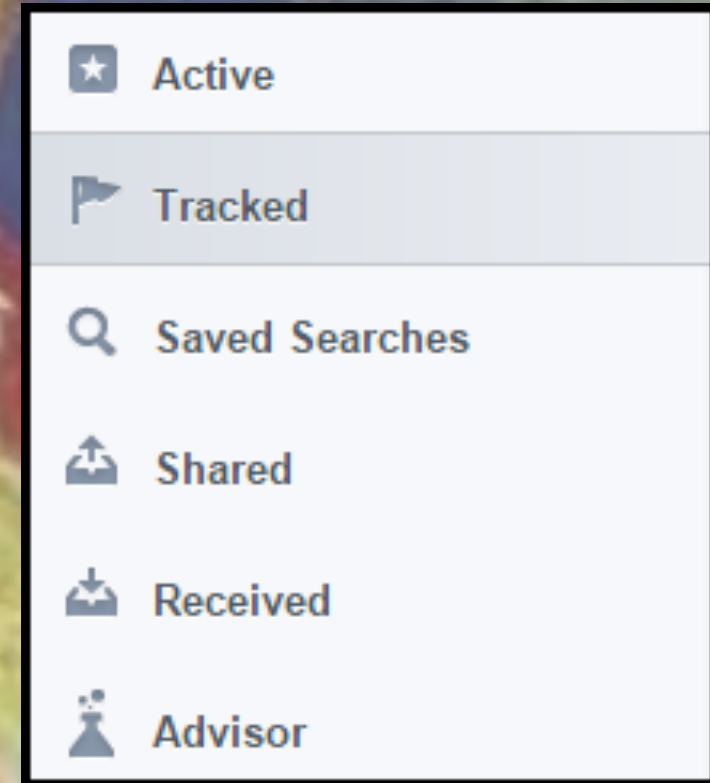 Active
Tracked
Saved Searches
Shared
Received
Advisor